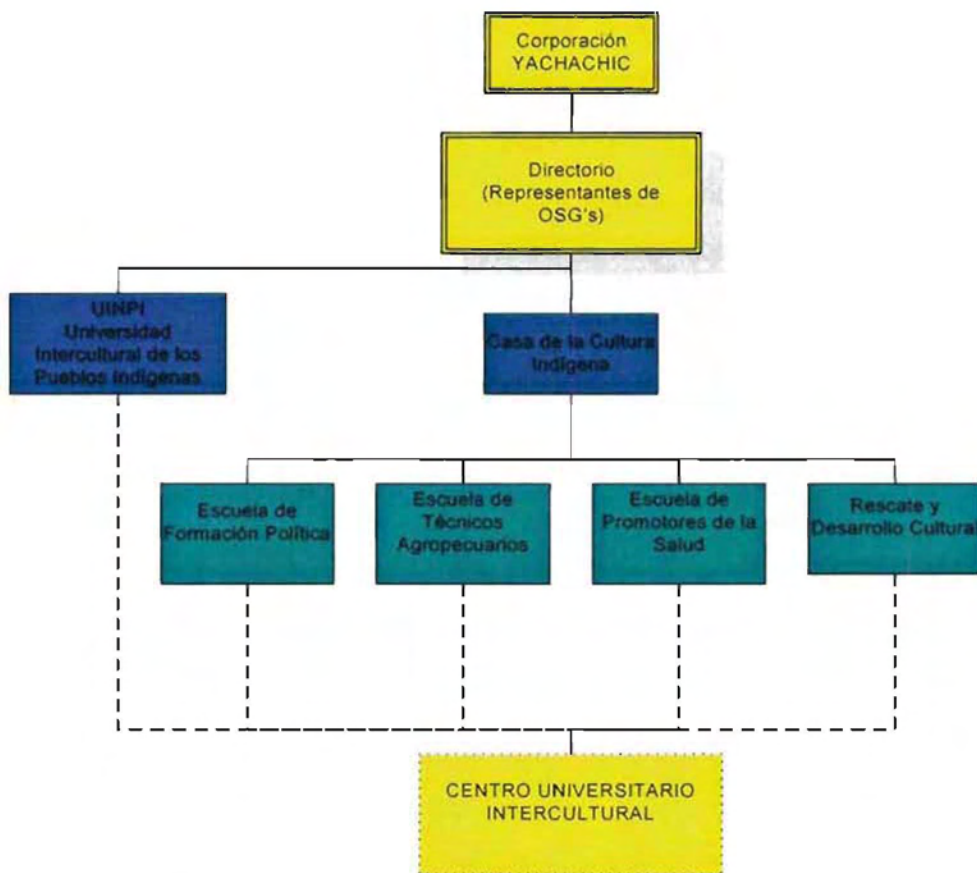 Corporación
YACHACHIC
Directorio
(Representantes de
OSG's)
UINPI
Universidad
Intercultural de los
Pueblos Indígenas
Casa de la Cultura
Indígena
Escuela de
Formación Política
Escuela de
Técnicos
Agropecuarios
Escuela de
Promotores de la
Salud
Rescate y
Desarrollo Cultural
CENTRO UNIVERSITARIO
INTERCULTURAL